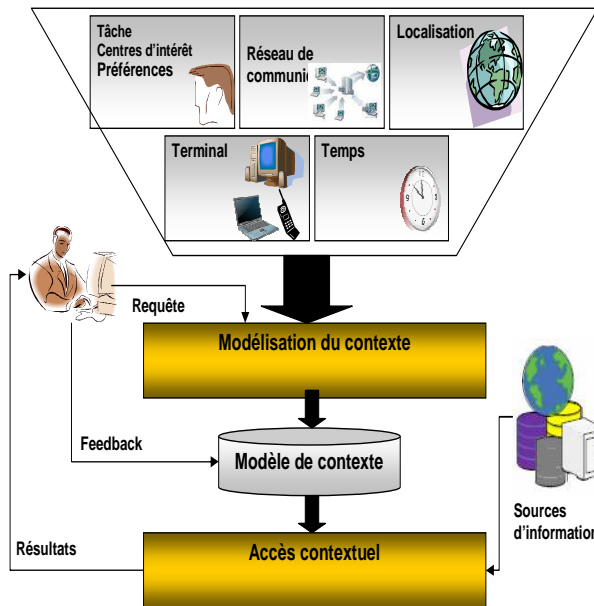 Tâche
Centres d'intérêt
Préférences
Réseau de
communi
Localisation
Terminal
Temps
Requête
Modélisation du contexte
Feedback
Modèle de contexte
Sources
d'information
Résultats
Accès contextuel